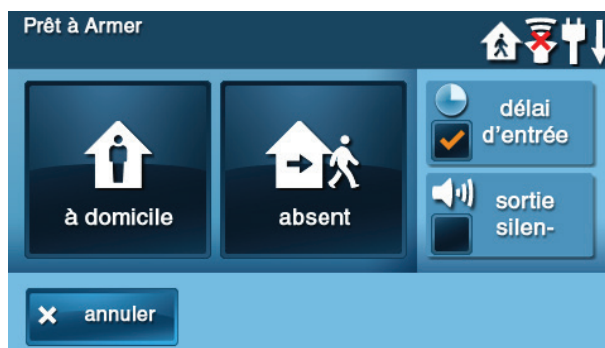 Prêt à Armer
à domicile
absent
délai
d'entrée
sortie
silen-
annuler